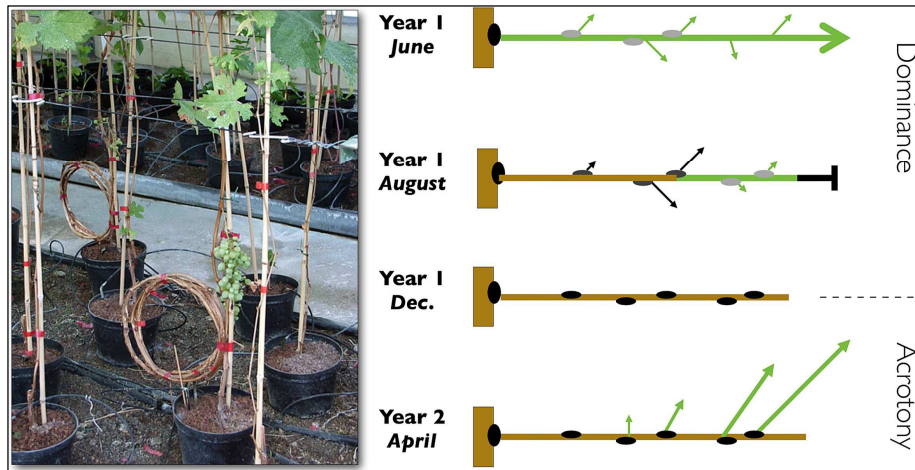 Year 1
June
Year 1
August
Year 1
Dec.
Year 2
April
Dominance
Acrotony